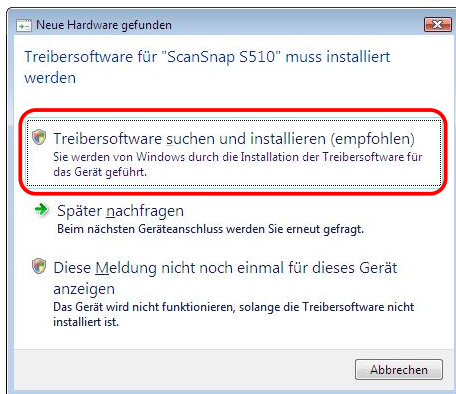 Neue Hardware gefunden
Treibersoftware für "ScanSnap S510" muss installiert
werden
Treibersoftware suchen und installieren (empfohlen)
Sie werden von Windows durch die Installation der Treibersoftware für
das Gerät geführt.
Später nachfragen
Beim nächsten Geräteanschluss werden Sie erneut gefragt.
Diese Meldung nicht noch einmal für dieses Gerät
anzeigen
Das Gerät wird nicht funktionieren, solange die Treibersoftware nicht
installiert ist.
Abbrechen